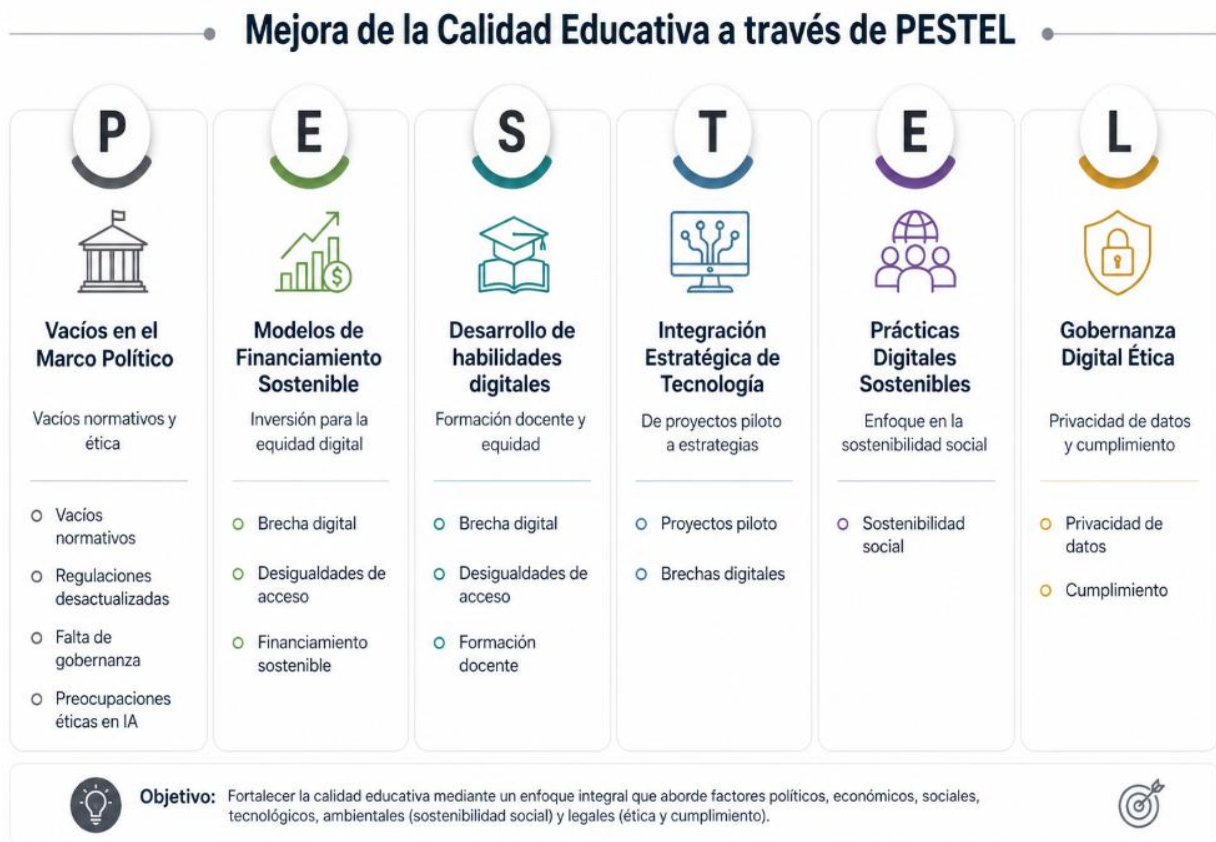 Mejora de la Calidad Educativa a través de PESTEL
P
Vacíos en el
Marco Político
Vacíos normativos y
ética
Vacíos
normativos
Regulaciones
desactualizadas
Falta de
gobernanza
Preocupaciones
éticas en IA
E
$
Modelos de
Financiamiento
Sostenible
Inversión para la
equidad digital
Brecha digital
Desigualdades de
acceso
Financiamiento
sostenible
S
Desarrollo de
habilidades
digitales
Formación docente y
equidad
Brecha digital
Desigualdades de
acceso
Formación
docente
T
Integración
Estratégica de
Tecnología
De proyectos piloto
a estrategias
Proyectos piloto
Brechas digitales
E
Prácticas
Digitales
Sostenibles
Enfoque en la
sostenibilidad social
Sostenibilidad
social
L
Gobernanza
Digital Ética
Privacidad de datos
y cumplimiento
Privacidad de
datos
Cumplimiento
Objetivo: Fortalecer la calidad educativa mediante un enfoque integral que aborde factores políticos, económicos, sociales,
tecnológicos, ambientales (sostenibilidad social) y legales (ética y cumplimiento).